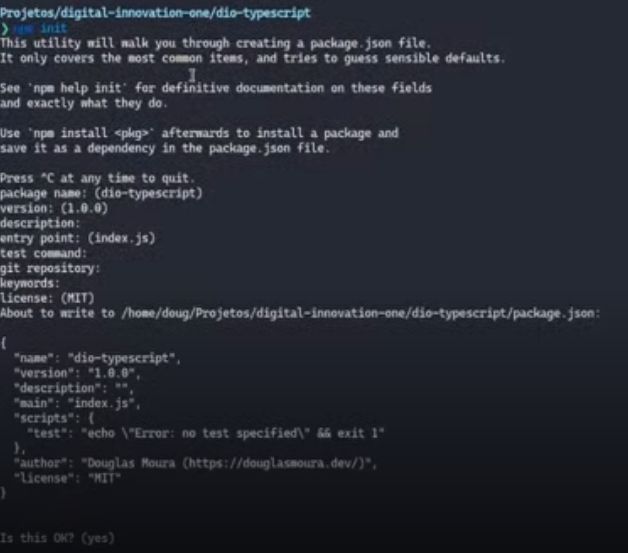 Projetos/digital-innovation-one/dio-typescript
❯ npm init
This utility will walk you through creating a package.json file.
It only covers the most common items, and tries to guess sensible defaults.
See `npm help init` for definitive documentation on these fields
and exactly what they do.
Use `npm install <pkg>` afterwards to install a package and
save it as a dependency in the package.json file.
Press ^C at any time to quit.
package name: (dio-typescript)
version: (1.0.0)
description:
entry point: (index.js)
test command:
git repository:
keywords:
license: (MIT)
About to write to /home/doug/Projetos/digital-innovation-one/dio-typescript/package.json:
{
  "name": "dio-typescript",
  "version": "1.0.0",
  "description": "",
  "main": "index.js",
  "scripts": {
    "test": "echo \"Error: no test specified\" && exit 1"
  },
  "author": "Douglas Moura (https://douglasmoura.dev/)",
  "license": "MIT"
}
Is this OK? (yes)